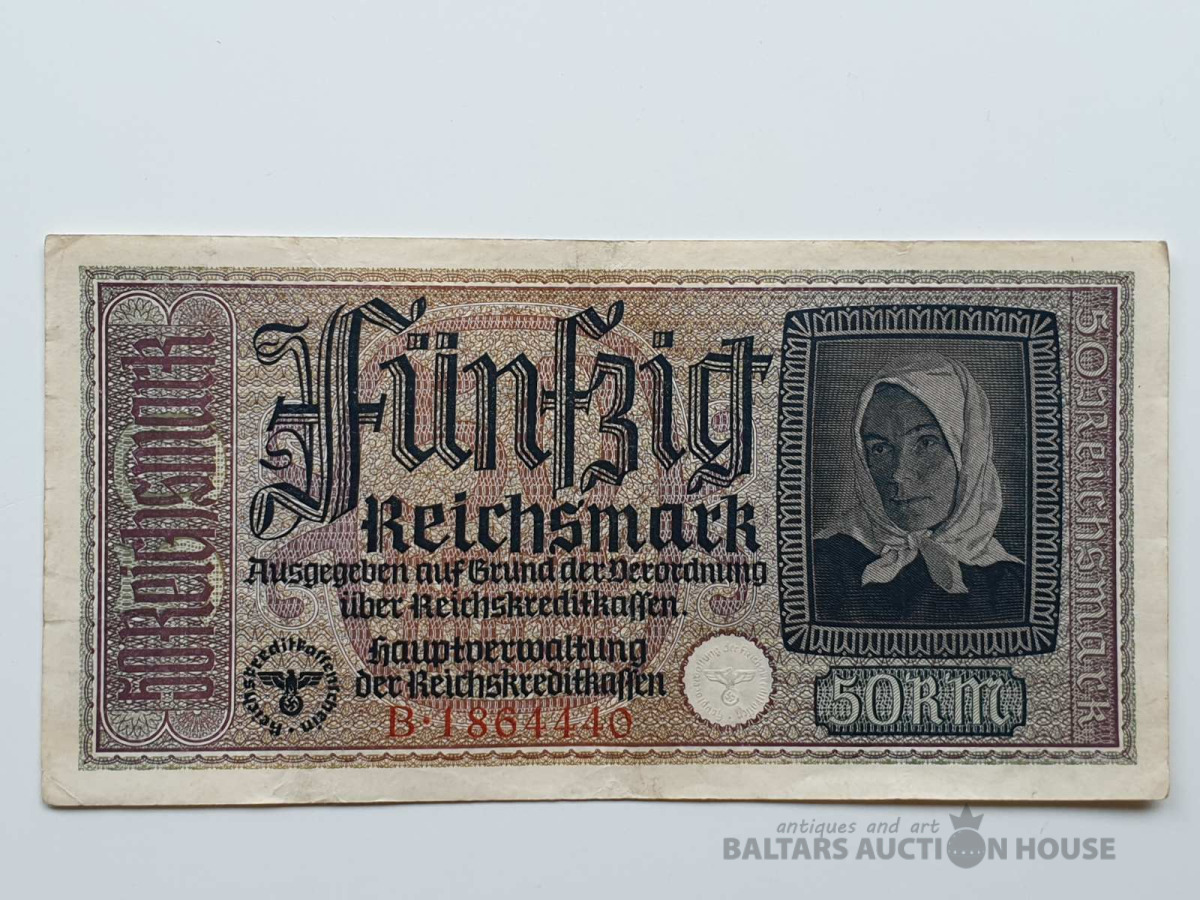 50 Reichsmark
Fünfzig
Reichsmark
Ausgegeben auf Grund der Verordnung
über Reichskreditkassen.
Hauptverwaltung
der Reichskreditkassen
B·1864440
Reichskreditkassenschein
50 RM
50 Reichsmark
antiques and art
BALTARS AUCTION HOUSE